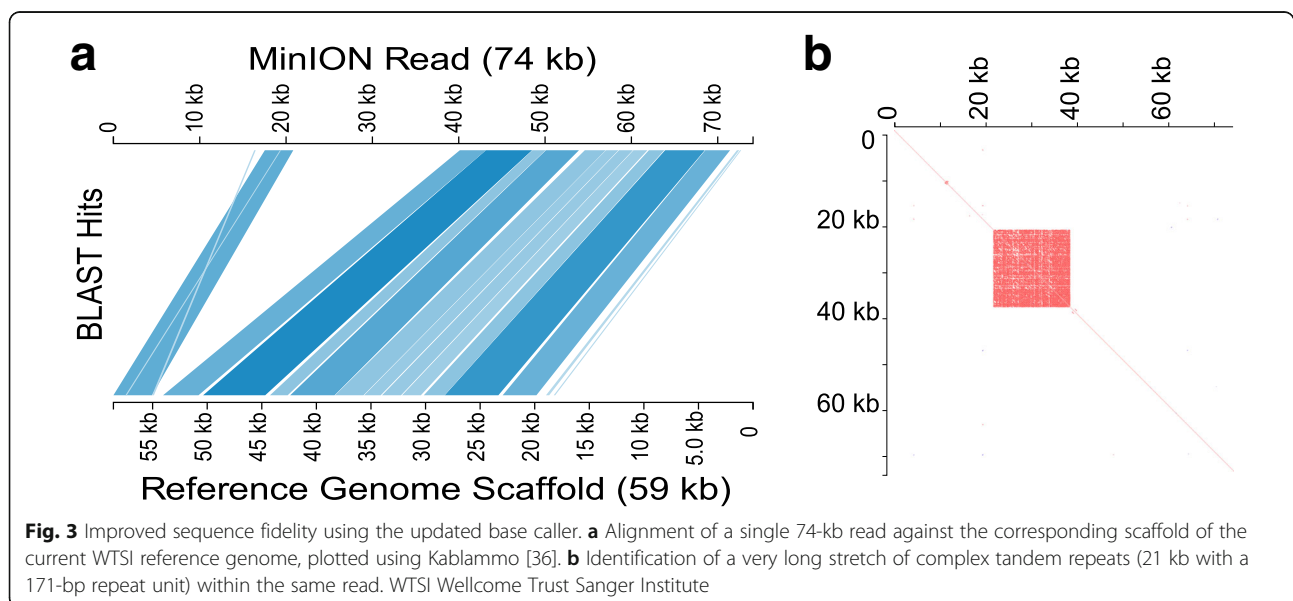 a
MinION Read (74 kb)
0 10 kb 20 kb 30 kb 40 kb 50 kb 60 kb 70 kb
BLAST Hits
55 kb 50 kb 45 kb 40 kb 35 kb 30 kb 25 kb 20 kb 15 kb 10 kb 5.0 kb 0
Reference Genome Scaffold (59 kb)
b
0 20 kb 40 kb 60 kb
0
20 kb
40 kb
60 kb
Fig. 3 Improved sequence fidelity using the updated base caller. a Alignment of a single 74-kb read against the corresponding scaffold of the
current WTSI reference genome, plotted using Kablammo [36]. b Identification of a very long stretch of complex tandem repeats (21 kb with a
171-bp repeat unit) within the same read. WTSI Wellcome Trust Sanger Institute